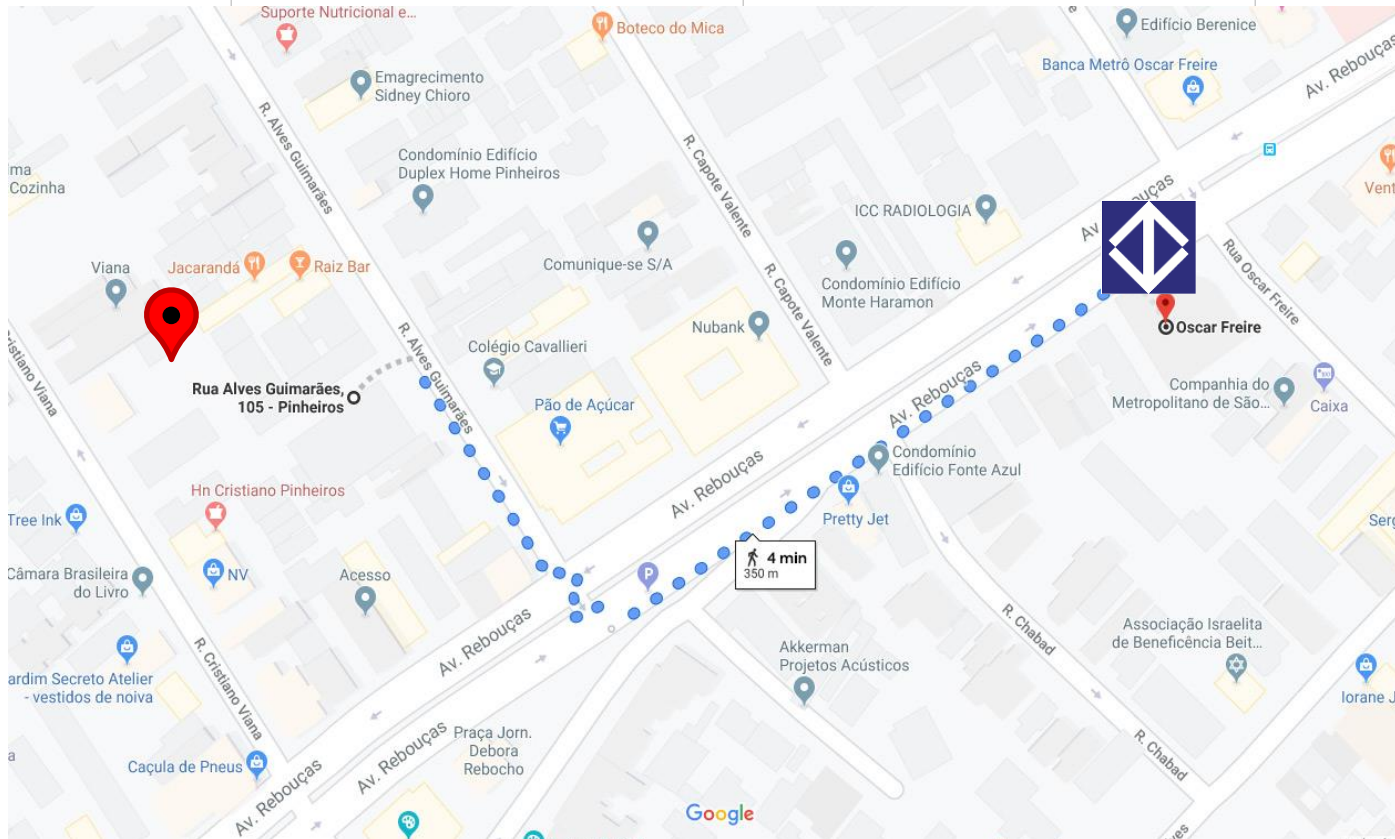 Suporte Nutricional e...
Boteco do Mica
Edifício Berenice
Banca Metrô Oscar Freire
Av. Rebouças
Emagrecimento
Sidney Chioro
R. Alves Guimarães
Condomínio Edifício
Duplex Home Pinheiros
R. Capote Valente
ma
Cozinha
ICC RADIOLOGIA
Av
Vent
Viana
Jacarandá
Raiz Bar
Comunique-se S/A
Condomínio Edifício
Monte Haramon
R. Capote Valente
Rua Oscar Freire
Nubank
Oscar Freire
R. Alves Guimarães
Colégio Cavallieri
ristiano Viana
Rua Alves Guimarães,
105 - Pinheiros
Pão de Açúcar
Av. Rebouças
Companhia do
Metropolitano de São...
Caixa
Condomínio
Edifício Fonte Azul
Av. Rebouças
Hn Cristiano Pinheiros
Pretty Jet
Tree Ink
Serg
4 min
350 m
P
NV
Acesso
Câmara Brasileira
do Livro
Av. Rebouças
R. Chabad
Associação Israelita
de Beneficência Beit...
R. Cristiano Viana
Akkerman
Projetos Acústicos
ardim Secreto Atelier
- vestidos de noiva
Iorane J
Praça Jorn.
Debora
Rebocho
Av. Rebouças
R. Chabad
a
Caçula de Pneus
Av. Rebouças
Google
ves